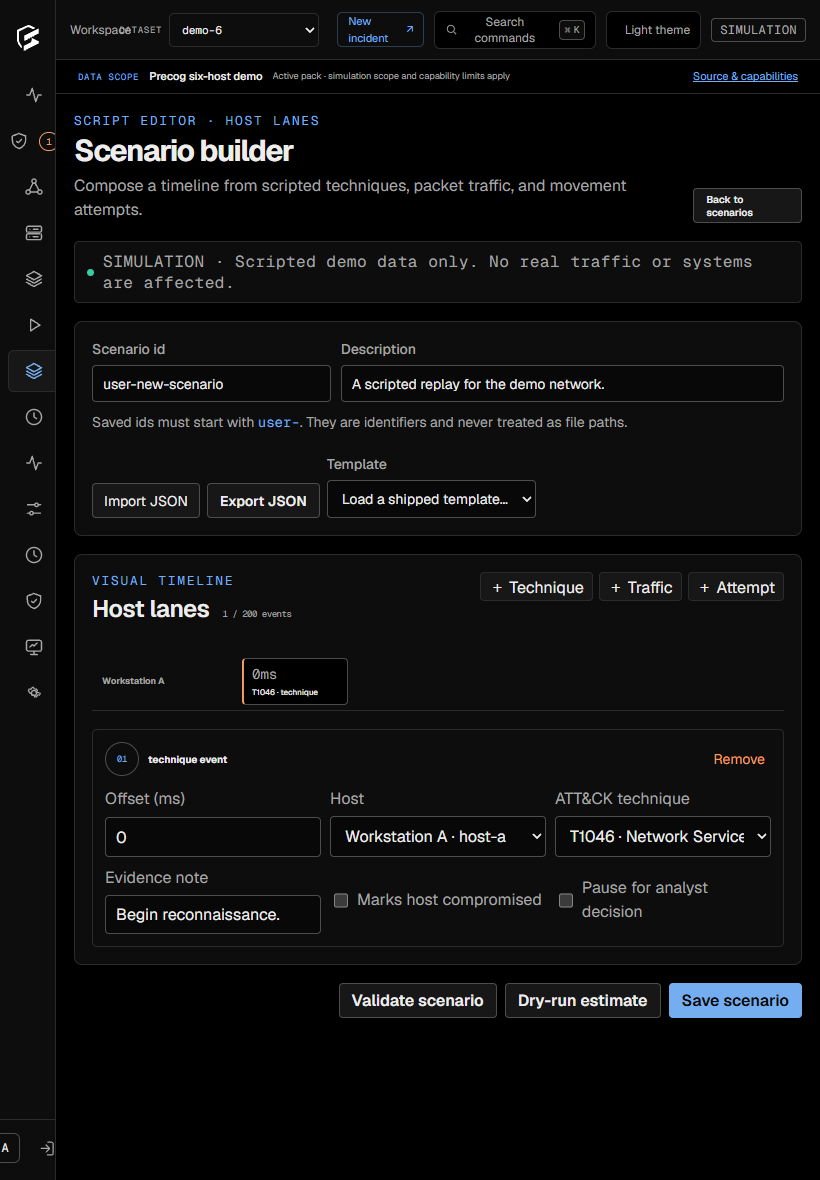 Workspace
DATASET
demo-6
New
incident
Search
commands
⌘ K
Light theme
SIMULATION
DATA SCOPE Precog six-host demo Active pack · simulation scope and capability limits apply
Source & capabilities
1
SCRIPT EDITOR · HOST LANES
Scenario builder
Compose a timeline from scripted techniques, packet traffic, and movement
attempts.
Back to
scenarios
SIMULATION · Scripted demo data only. No real traffic or systems
are affected.
Scenario id
Description
user-new-scenario
A scripted replay for the demo network.
Saved ids must start with user-. They are identifiers and never treated as file paths.
Template
Import JSON
Export JSON
Load a shipped template...
VISUAL TIMELINE
+ Technique
+ Traffic
+ Attempt
Host lanes
1 / 200 events
Workstation A
0ms
T1046 · technique
01
technique event
Remove
Offset (ms)
Host
ATT&CK technique
0
Workstation A · host-a
T1046 · Network Service
Evidence note
Begin reconnaissance.
Marks host compromised
Pause for analyst
decision
Validate scenario
Dry-run estimate
Save scenario
A